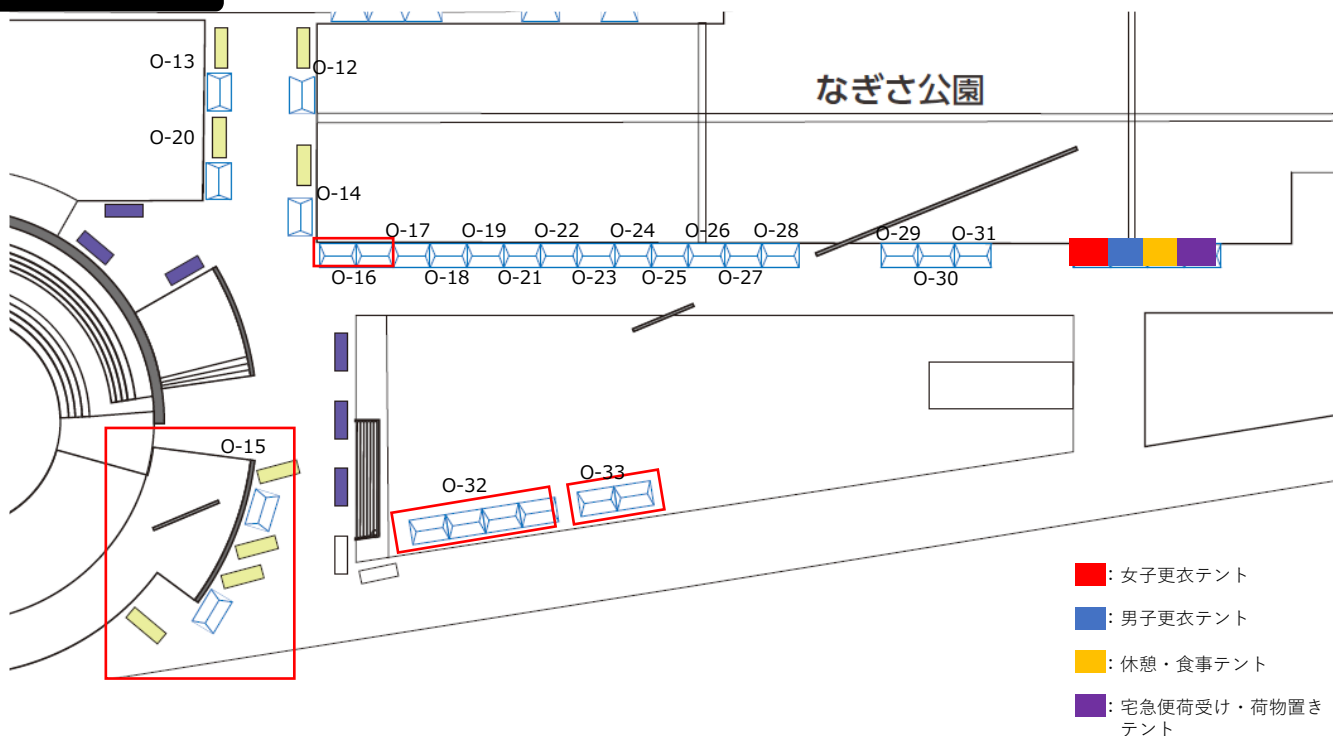 O-13
O-12
なぎさ公園
O-20
O-14
O-17
O-19
O-22
O-24
O-26
O-28
O-29
O-31
O-16
O-18
O-21
O-23
O-25
O-27
O-30
O-15
O-32
O-33
：女子更衣テント
：男子更衣テント
：休憩・食事テント
：宅急便荷受け・荷物置き
テント